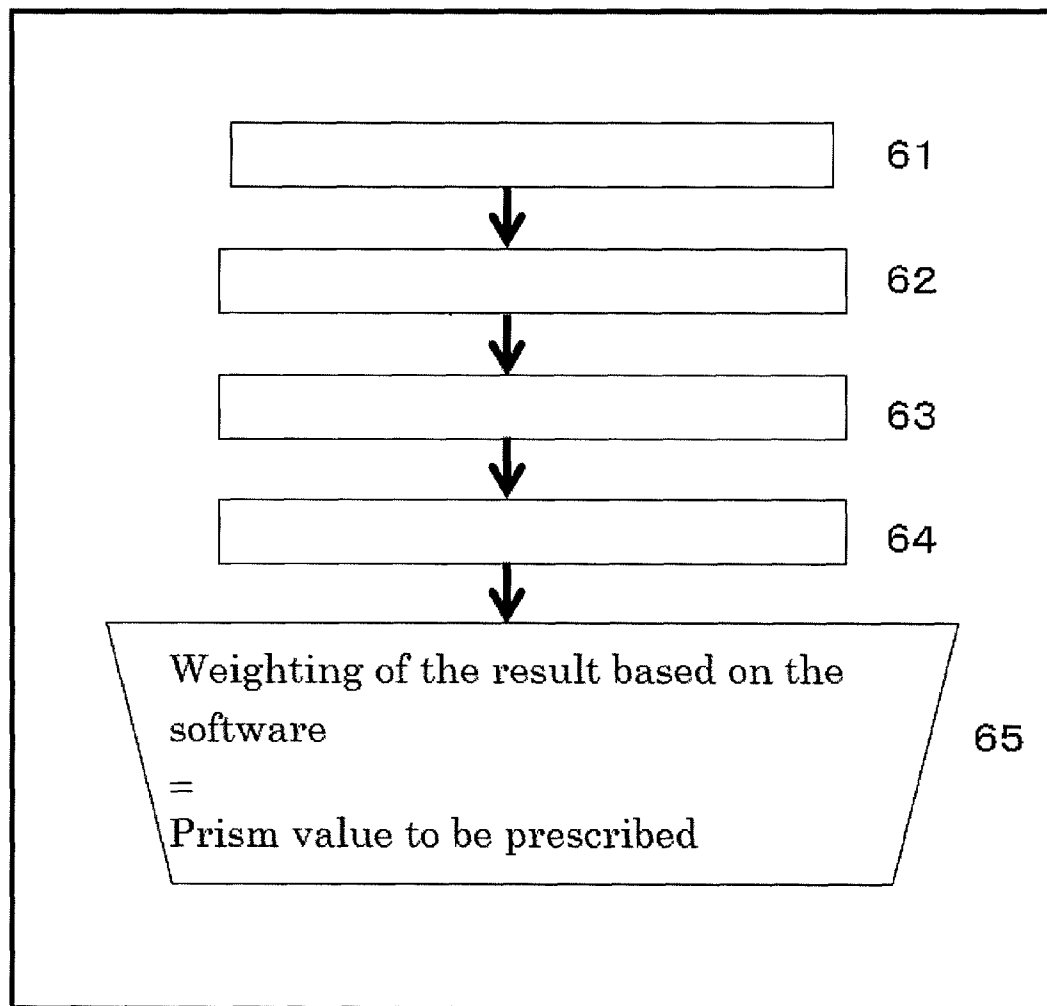 61
62
63
64
Weighting of the result based on the
software
=
Prism value to be prescribed
65